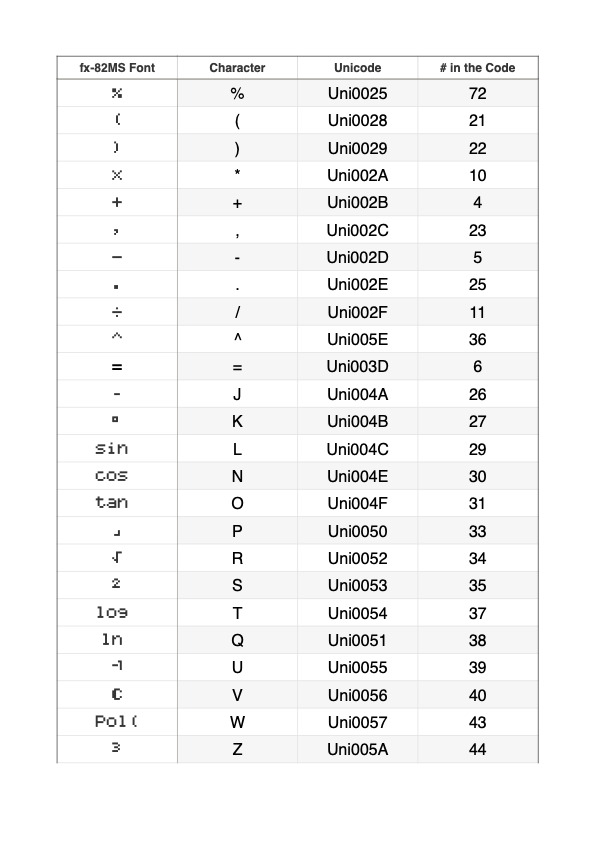 fx-82MS Font Character Unicode # in the Code
% % Uni0025 72
( ( Uni0028 21
) ) Uni0029 22
× * Uni002A 10
+ + Uni002B 4
, , Uni002C 23
− - Uni002D 5
. . Uni002E 25
÷ / Uni002F 11
^ ^ Uni005E 36
= = Uni003D 6
- J Uni004A 26
▫ K Uni004B 27
sin L Uni004C 29
cos N Uni004E 30
tan O Uni004F 31
⌟ P Uni0050 33
√ R Uni0052 34
² S Uni0053 35
log T Uni0054 37
ln Q Uni0051 38
⁻¹ U Uni0055 39
C V Uni0056 40
Pol( W Uni0057 43
³ Z Uni005A 44